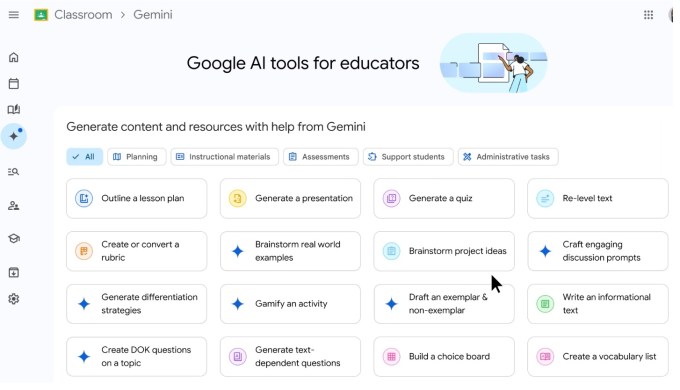 Classroom > Gemini
Google AI tools for educators
Generate content and resources with help from Gemini
All
Planning
Instructional materials
Assessments
Support students
Administrative tasks
Outline a lesson plan
Generate a presentation
Generate a quiz
Re-level text
Create or convert a
rubric
Brainstorm real world
examples
Brainstorm project ideas
Craft engaging
discussion prompts
Generate differentiation
strategies
Gamify an activity
Draft an exemplar &
non-exemplar
Write an informational
text
Create DOK questions
on a topic
Generate text-
dependent questions
Build a choice board
Create a vocabulary list